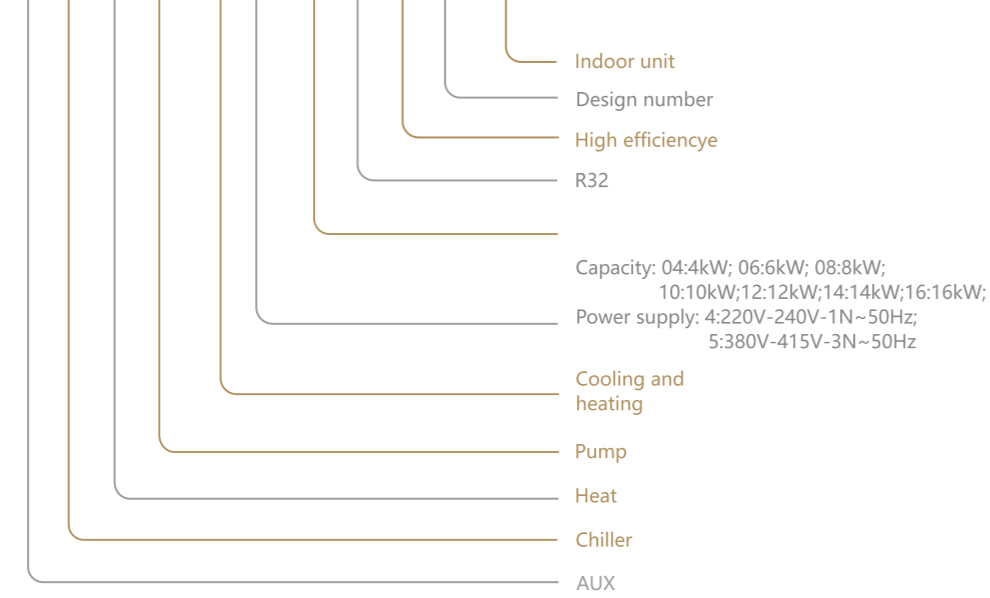 Indoor unit
Design number
High efficiencye
R32
Capacity: 04:4kW; 06:6kW; 08:8kW;
10:10kW;12:12kW;14:14kW;16:16kW;
Power supply: 4:220V-240V-1N~50Hz;
5:380V-415V-3N~50Hz
Cooling and
heating
Pump
Heat
Chiller
AUX